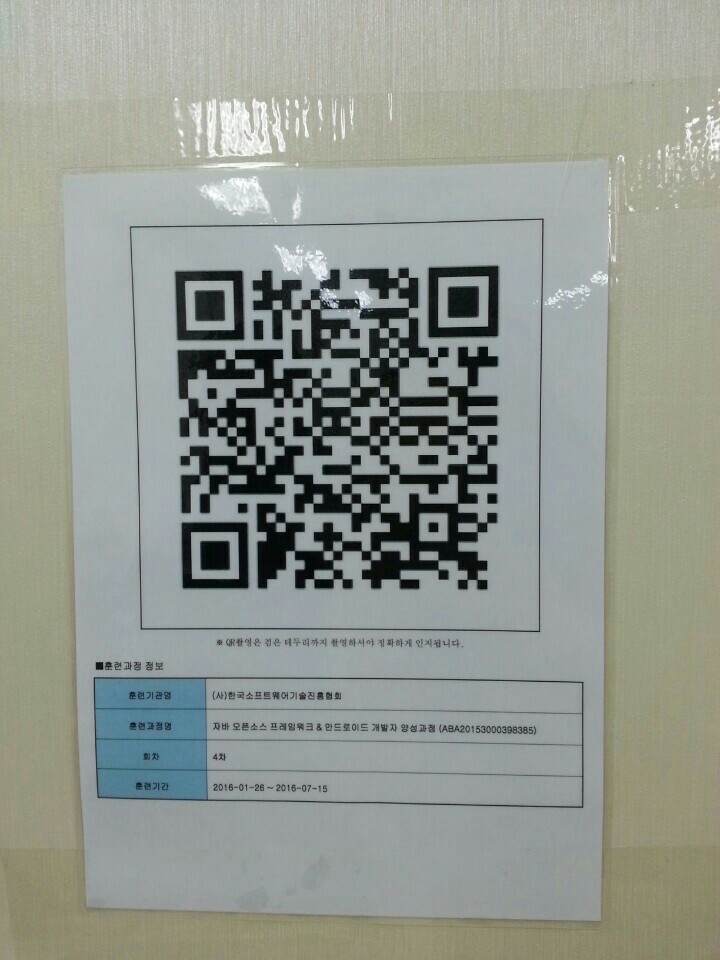 ※ QR촬영은 검은 테두리까지 촬영하셔야 정확하게 인지됩니다.
■훈련과정 정보
훈련기관명 (사)한국소프트웨어기술진흥협회
훈련과정명 자바 오픈소스 프레임워크 & 안드로이드 개발자 양성과정 (ABA20153000398385)
회차 4차
훈련기간 2016-01-26 ~ 2016-07-15